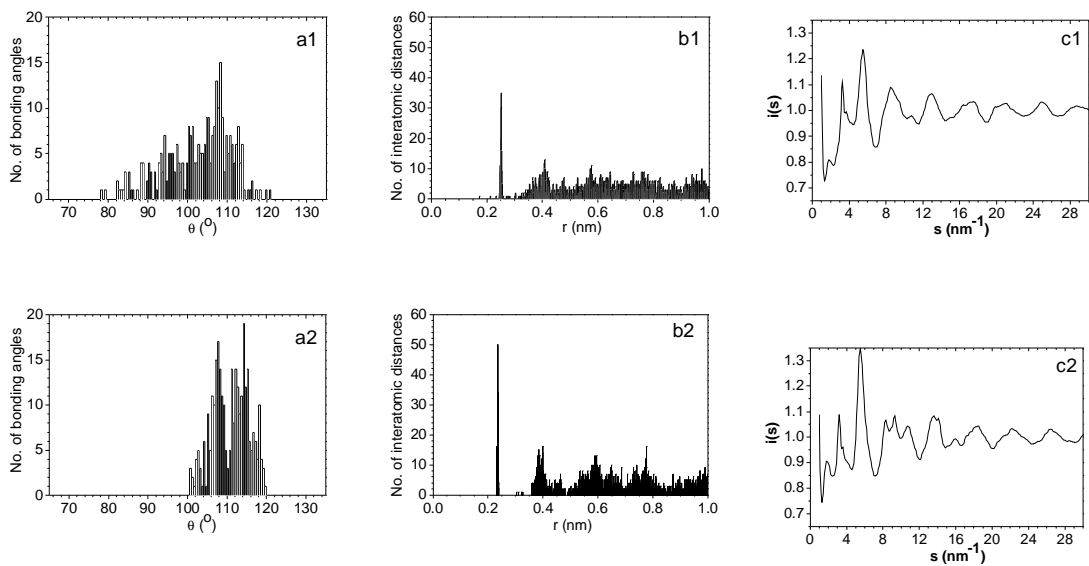 a1
No. of bonding angles
20
15
10
5
0
70 80 90 100 110 120 130
θ (o)
b1
No. of interatomic distances
60
50
40
30
20
10
0
0.0 0.2 0.4 0.6 0.8 1.0
r (nm)
c1
i(s)
1.3
1.2
1.1
1.0
0.9
0.8
0.7
0 4 8 12 16 20 24 28
s (nm-1)
a2
No. of bonding angles
20
15
10
5
0
70 80 90 100 110 120 130
θ (o)
b2
No. of interatomic distances
60
50
40
30
20
10
0
0.0 0.2 0.4 0.6 0.8 1.0
r (nm)
c2
i(s)
1.3
1.2
1.1
1.0
0.9
0.8
0.7
0 4 8 12 16 20 24 28
s (nm-1)